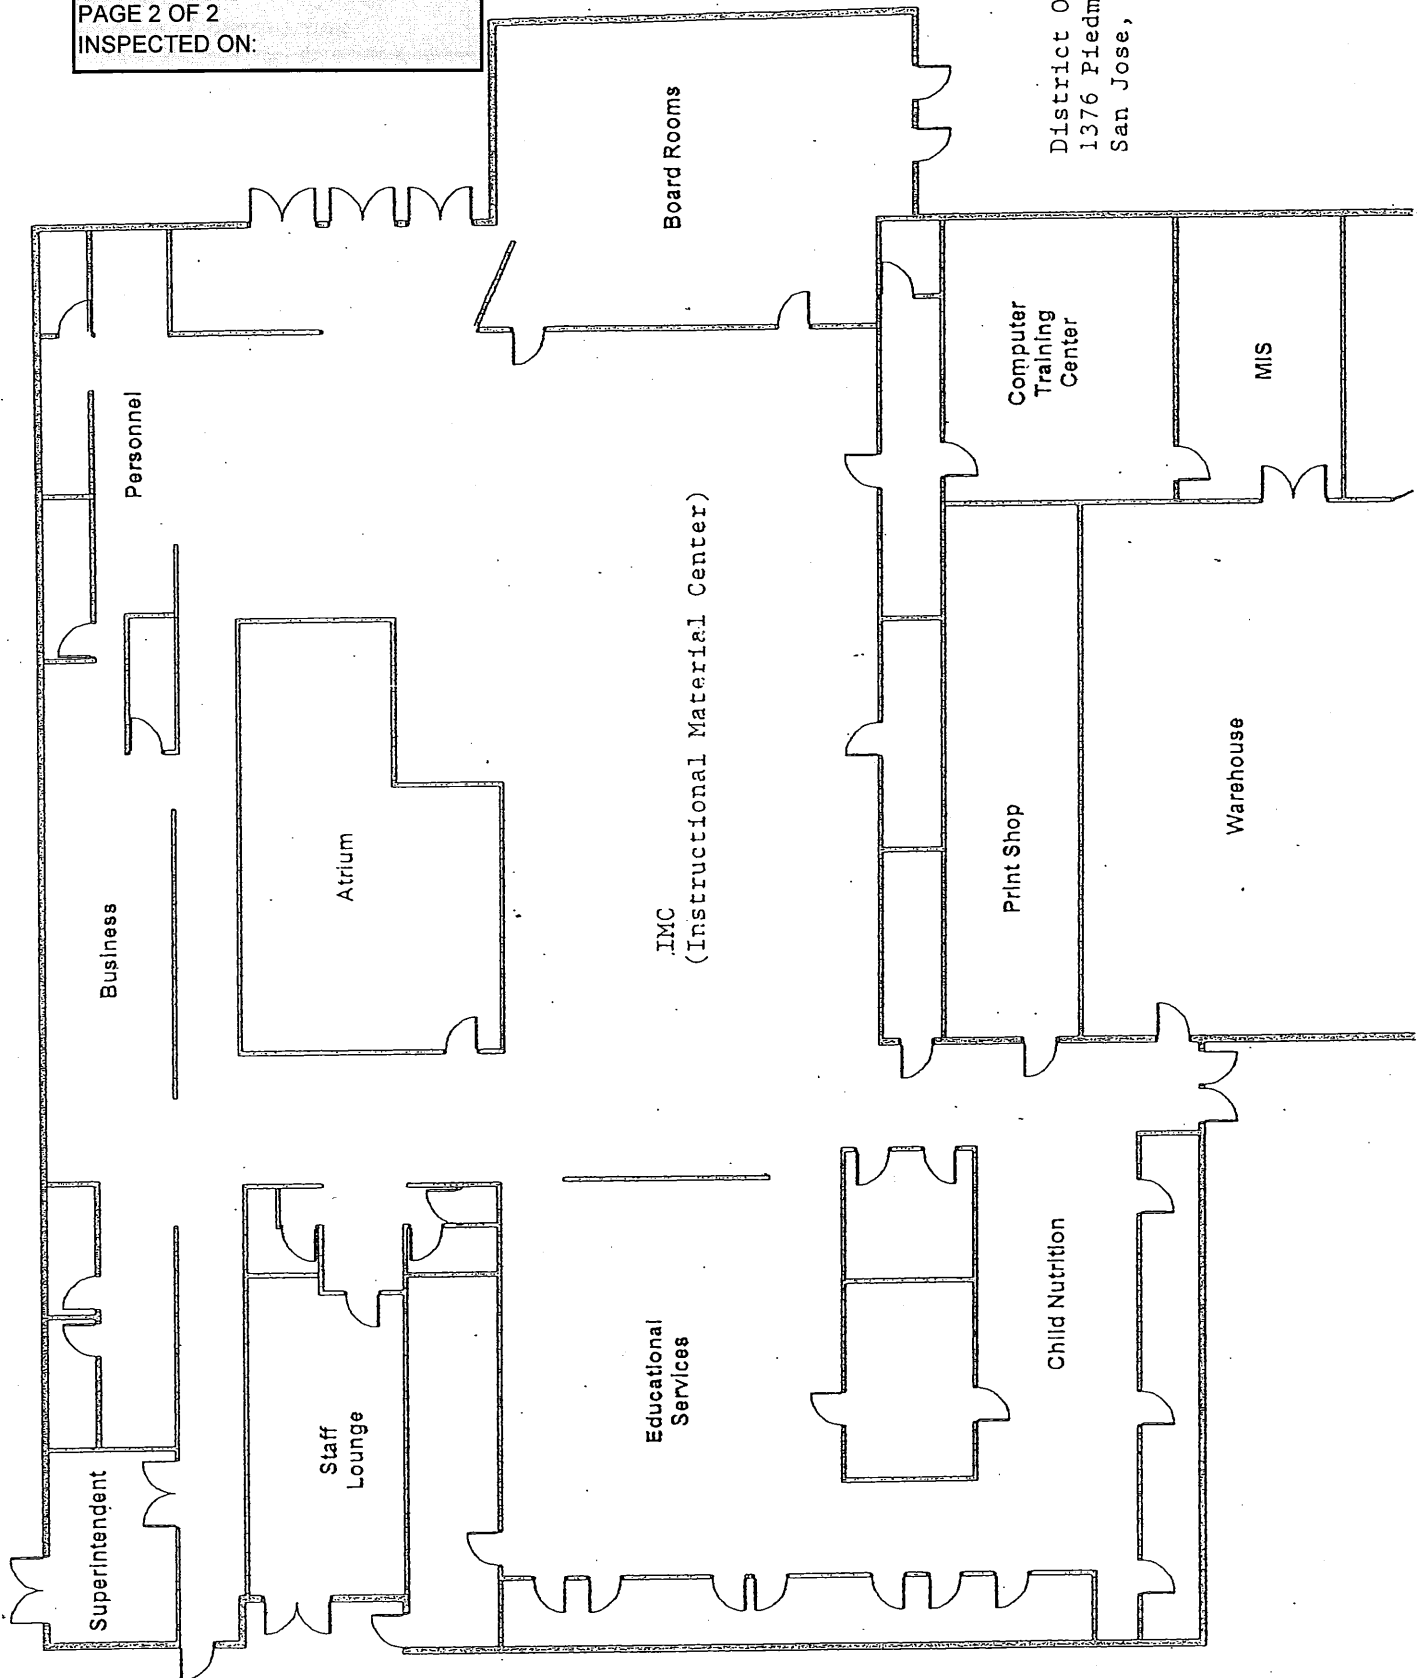 PAGE 2 OF 2
INSPECTED ON:
District
1376
San Jose,
Board Rooms
Personnel
Computer
Training
Center
MIS
IMC
(Instructional Material Center)
Business
Atrium
Print Shop
Warehouse
Superintendent
Staff
Lounge
Educational
Services
Child Nutrition